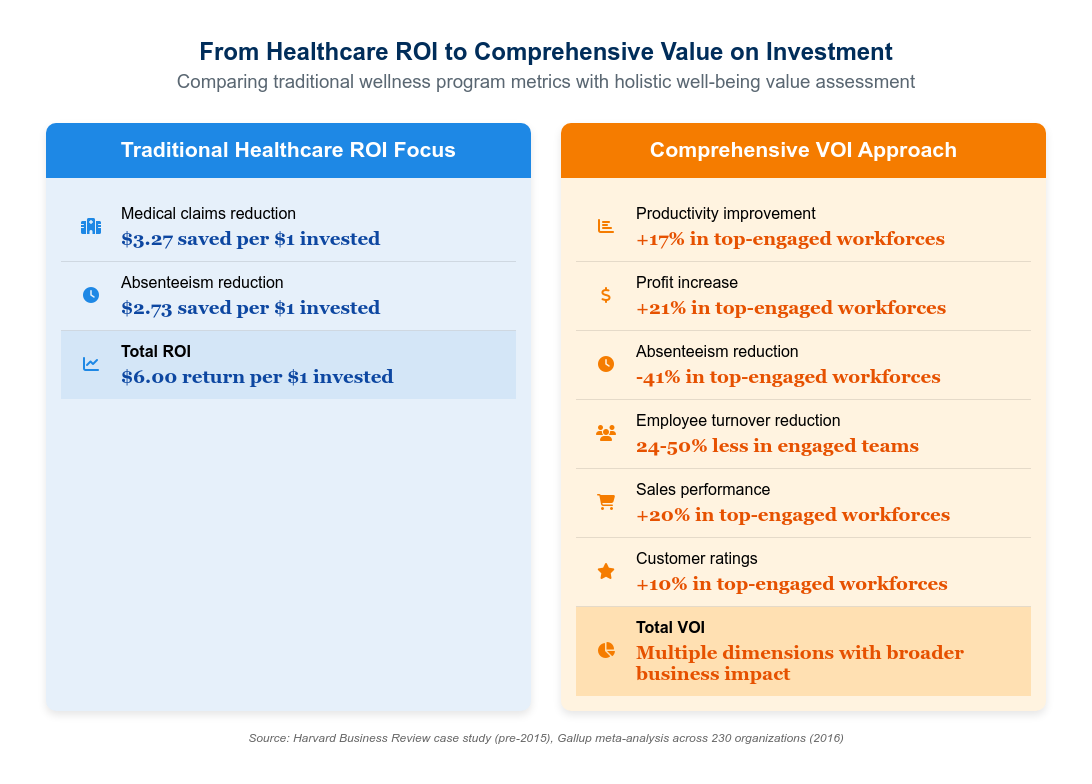 From Healthcare ROI to Comprehensive Value on Investment
Comparing traditional wellness program metrics with holistic well-being value assessment
Traditional Healthcare ROI Focus
Medical claims reduction
$3.27 saved per $1 invested
Absenteeism reduction
$2.73 saved per $1 invested
Total ROI
$6.00 return per $1 invested
Comprehensive VOI Approach
Productivity improvement
+17% in top-engaged workforces
Profit increase
+21% in top-engaged workforces
Absenteeism reduction
-41% in top-engaged workforces
Employee turnover reduction
24-50% less in engaged teams
Sales performance
+20% in top-engaged workforces
Customer ratings
+10% in top-engaged workforces
Total VOI
Multiple dimensions with broader
business impact
Source: Harvard Business Review case study (pre-2015), Gallup meta-analysis across 230 organizations (2016)